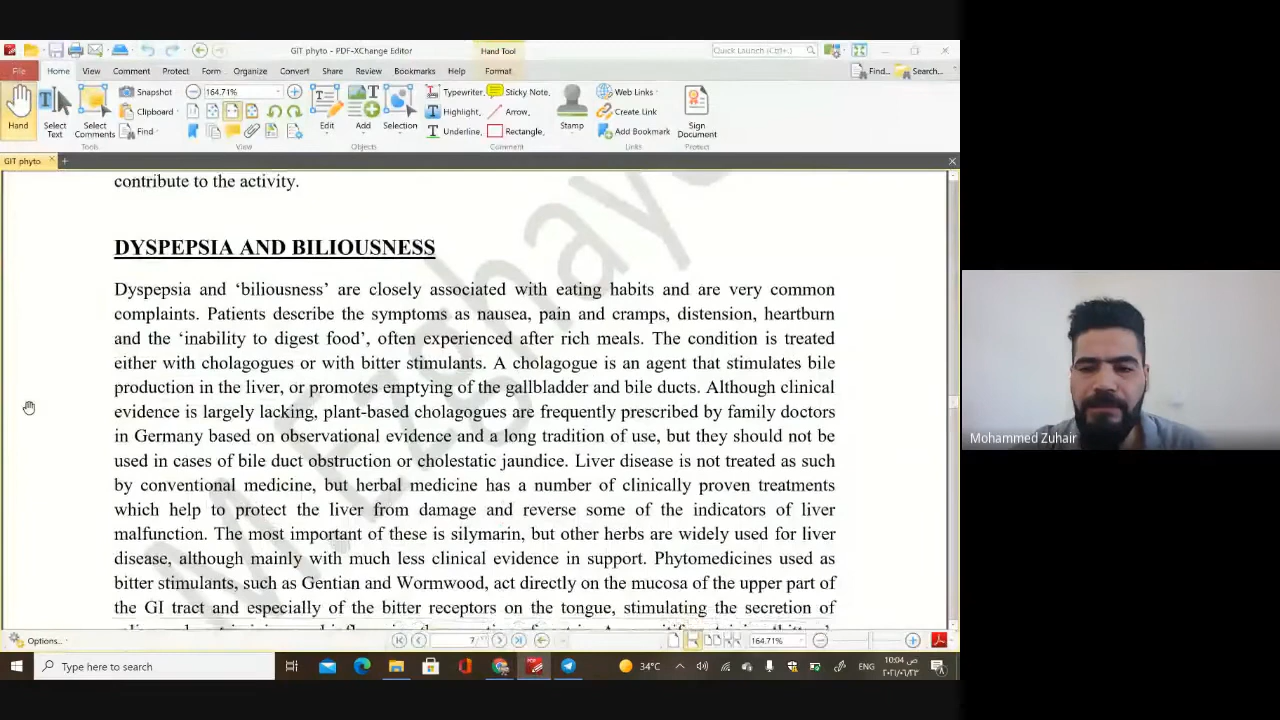 GIT phyto - PDF-XChange Editor
Hand Tool
Quick Launch (Ctrl+.)
File
Home
View
Comment
Protect
Form
Organize
Convert
Share
Review
Bookmarks
Help
Format
Find...
Search...
Hand
Select Text
Select Comments
Snapshot
Clipboard
Find
Tools
164.71%
View
Edit
Add
Selection
Objects
Typewriter
Highlight
Underline
Sticky Note
Arrow
Rectangle
Comment
Stamp
Web Links
Create Link
Add Bookmark
Links
Sign Document
Protect
GIT phyto
contribute to the activity.
DYSPEPSIA AND BILIOUSNESS
Dyspepsia and ‘biliousness’ are closely associated with eating habits and are very common
complaints. Patients describe the symptoms as nausea, pain and cramps, distension, heartburn
and the ‘inability to digest food’, often experienced after rich meals. The condition is treated
either with cholagogues or with bitter stimulants. A cholagogue is an agent that stimulates bile
production in the liver, or promotes emptying of the gallbladder and bile ducts. Although clinical
evidence is largely lacking, plant-based cholagogues are frequently prescribed by family doctors
in Germany based on observational evidence and a long tradition of use, but they should not be
used in cases of bile duct obstruction or cholestatic jaundice. Liver disease is not treated as such
by conventional medicine, but herbal medicine has a number of clinically proven treatments
which help to protect the liver from damage and reverse some of the indicators of liver
malfunction. The most important of these is silymarin, but other herbs are widely used for liver
disease, although mainly with much less clinical evidence in support. Phytomedicines used as
bitter stimulants, such as Gentian and Wormwood, act directly on the mucosa of the upper part of
the GI tract and especially of the bitter receptors on the tongue, stimulating the secretion of
Options...
7
164.71%
Type here to search
34°C
ENG
10:04 ص
Mohammed Zuhair